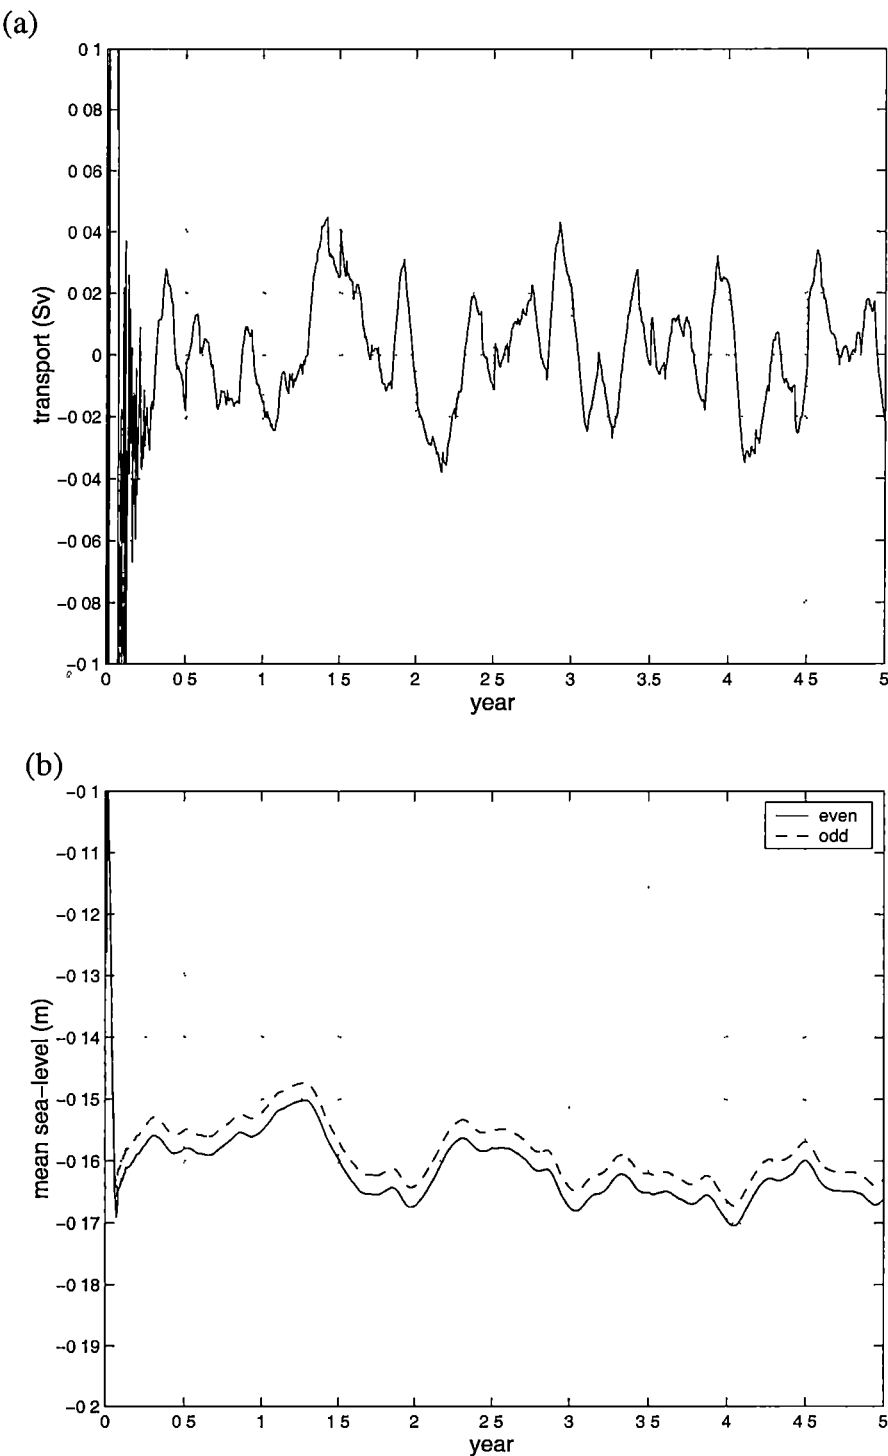 (a)
0 1
0 08
0 06
0 04
0 02
0
−0 02
−0 04
−0 06
−0 08
−0 1
transport (Sv)
0 0 5 1 1 5 2 2 5 3 3.5 4 4 5 5
year
(b)
−0 1
−0 11
−0 12
−0 13
−0 14
−0 15
−0 16
−0 17
−0 18
−0 19
−0 2
mean sea−level (m)
even
odd
0 0 5 1 1 5 2 2 5 3 3 5 4 4 5 5
year